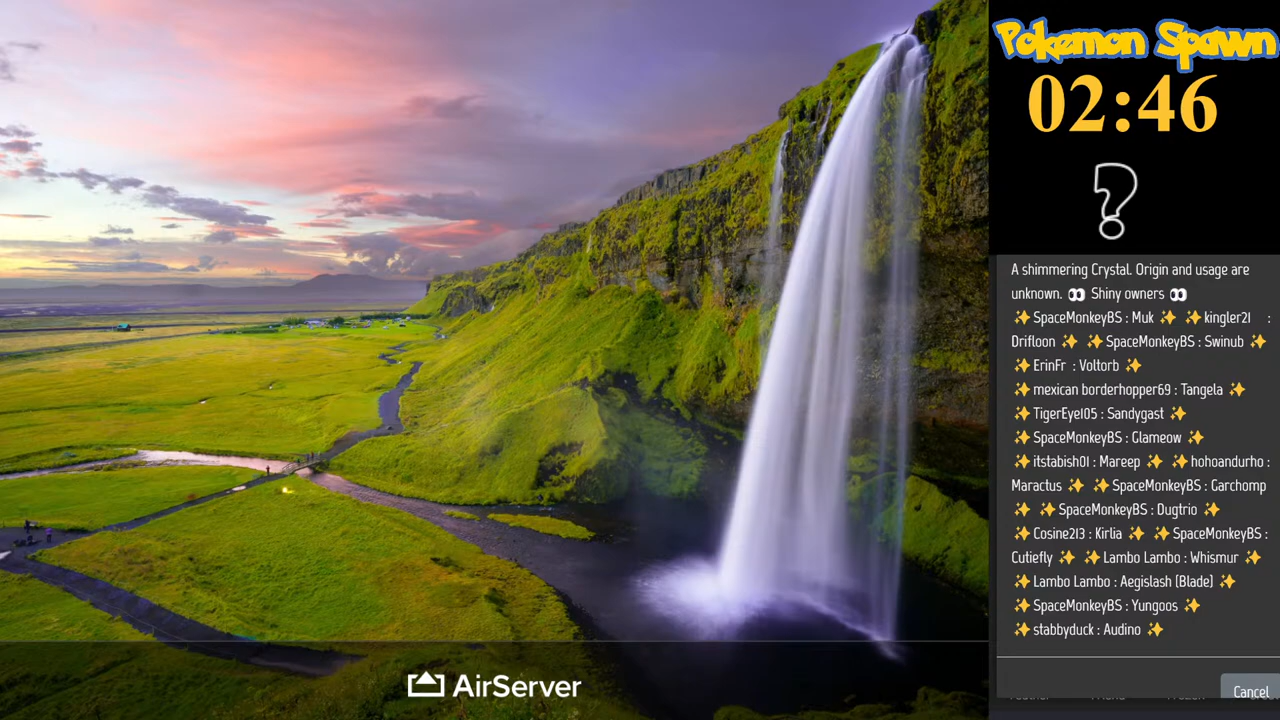 Pokemon Spawn
02:46
?
A shimmering Crystal. Origin and usage are
unknown. 👀 Shiny owners 👀
✨SpaceMonkeyBS : Muk ✨ ✨kingler21 :
Drifloon ✨ ✨SpaceMonkeyBS : Swinub ✨
✨ErinFr : Voltorb ✨
✨mexican borderhopper69 : Tangela ✨
✨TigerEye105 : Sandygast ✨
✨SpaceMonkeyBS : Glameow ✨
✨itstabish01 : Mareep ✨ ✨hohoandurho :
Maractus ✨ ✨SpaceMonkeyBS : Garchomp
✨ ✨SpaceMonkeyBS : Dugtrio ✨
✨Cosine213 : Kirlia ✨ ✨SpaceMonkeyBS :
Cutiefly ✨ ✨Lambo Lambo : Whismur ✨
✨Lambo Lambo : Aegislash (Blade) ✨
✨SpaceMonkeyBS : Yungoos ✨
✨stabbyduck : Audino ✨
Cancel
AirServer